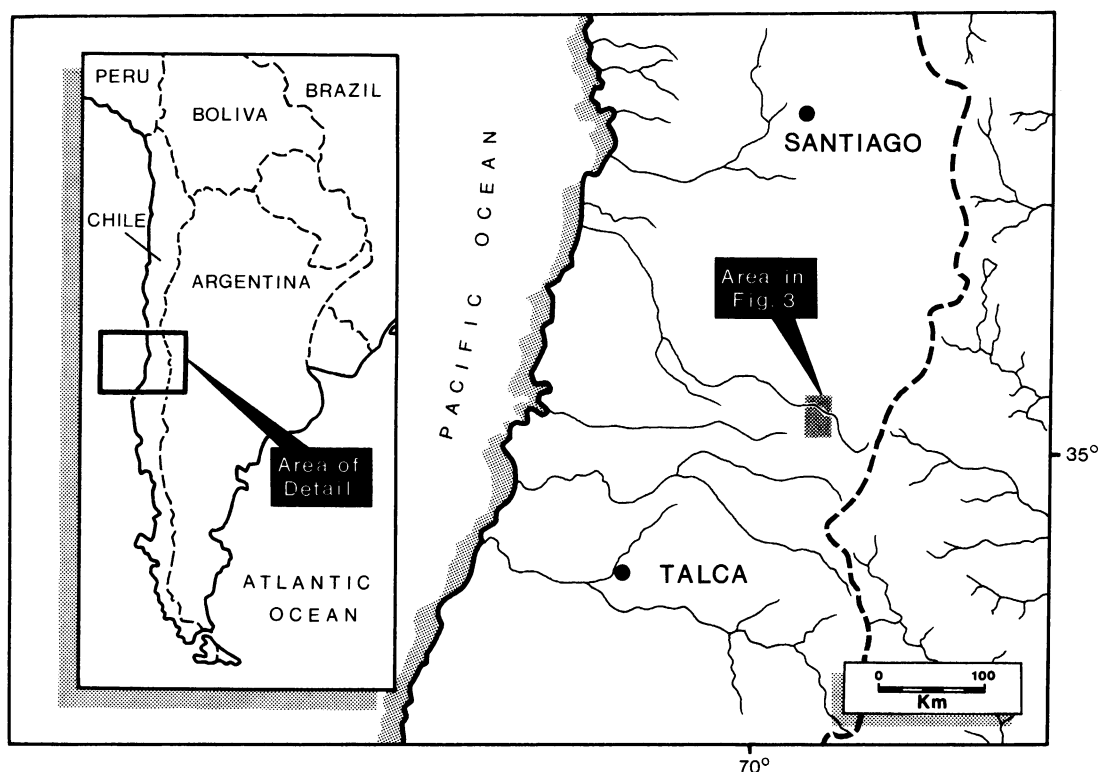 PERU
BOLIVA
BRAZIL
CHILE
ARGENTINA
Area of
Detail
ATLANTIC
OCEAN
PACIFIC OCEAN
SANTIAGO
Area in
Fig. 3
35°
TALCA
0 100
Km
70°